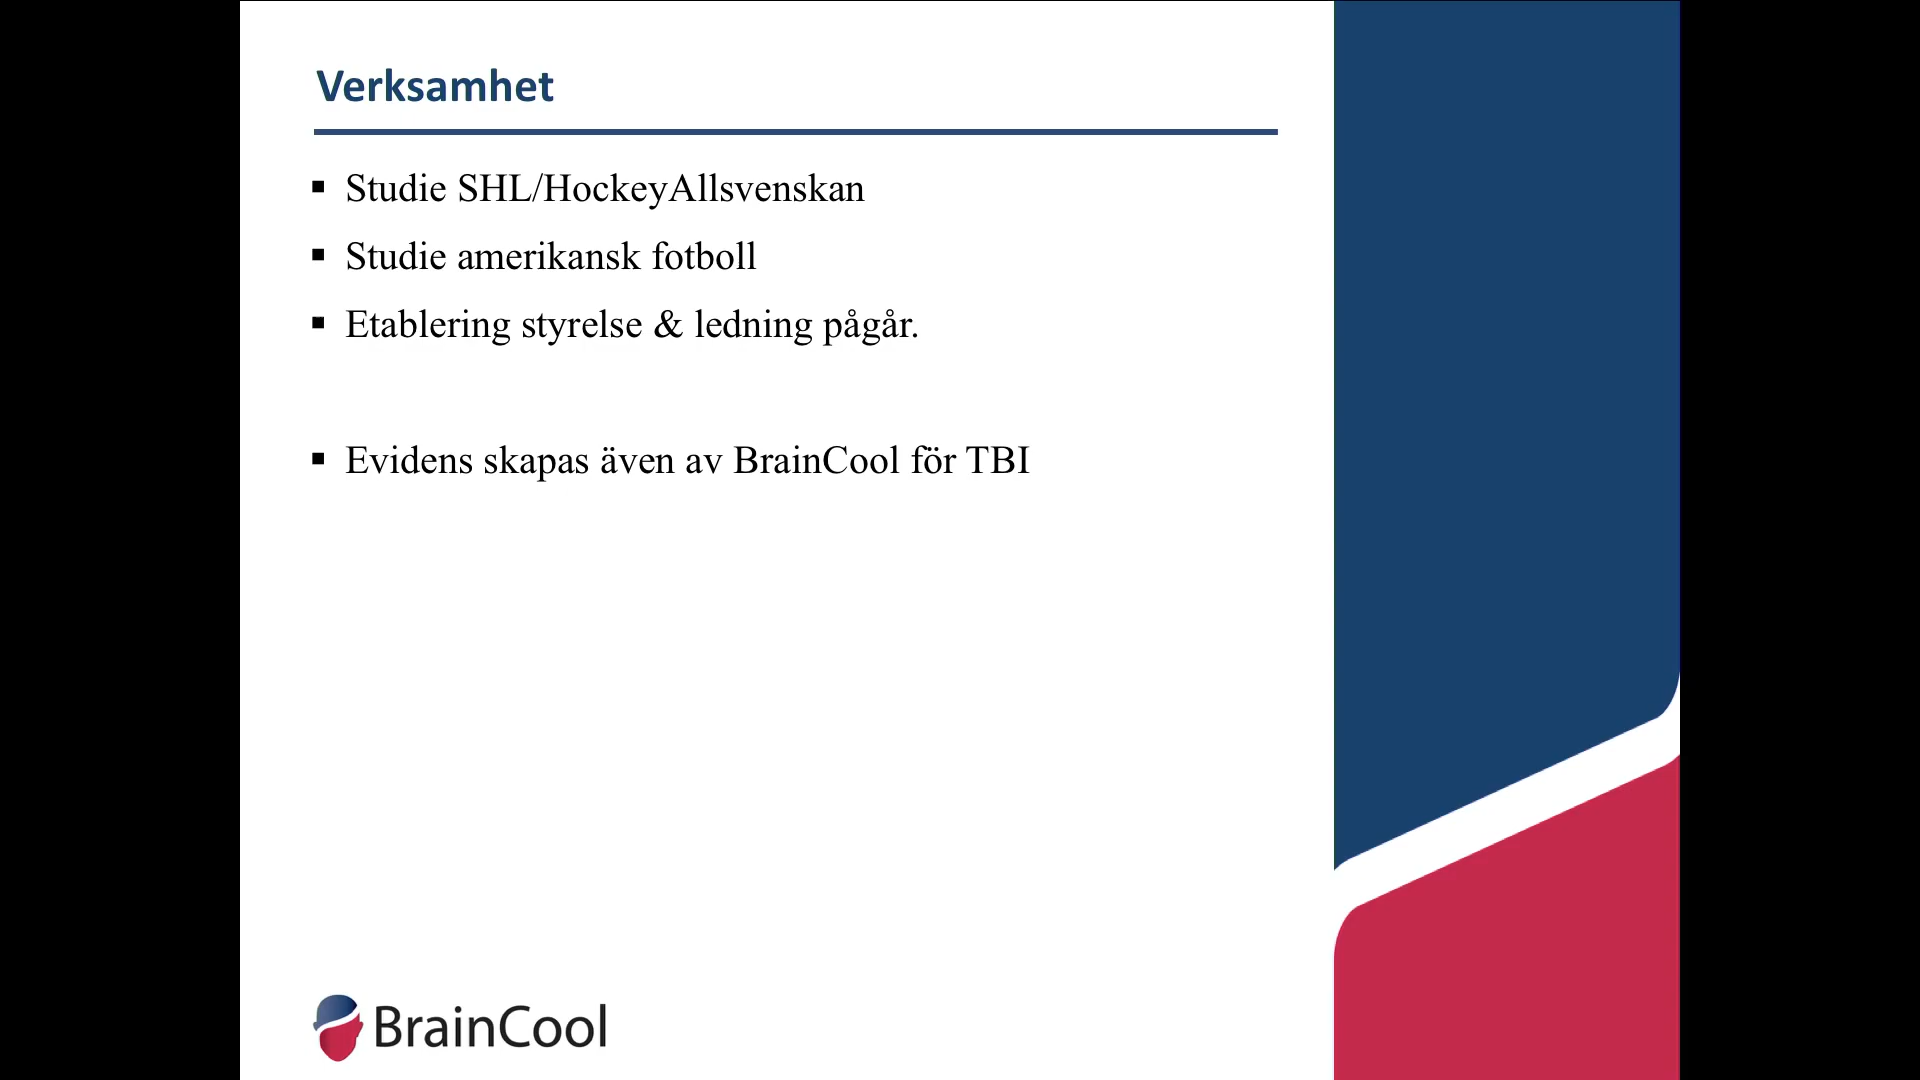 Verksamhet
Studie SHL/HockeyAllsvenskan
Studie amerikansk fotboll
Etablering styrelse & ledning pågår.
Evidens skapas även av BrainCool för TBI
BrainCool